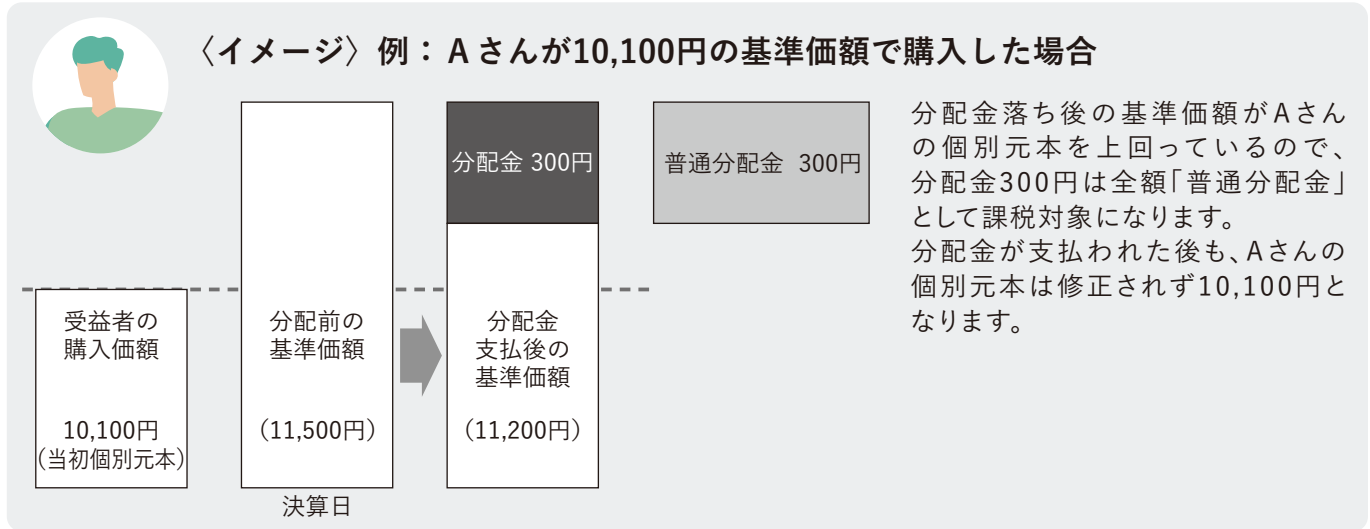 〈イメージ〉例：Aさんが10,100円の基準価額で購入した場合
受益者の
購入価額
10,100円
（当初個別元本）
分配前の
基準価額
（11,500円）
決算日
分配金 300円
分配金
支払後の
基準価額
（11,200円）
普通分配金 300円
分配金落ち後の基準価額がAさん
の個別元本を上回っているので、
分配金300円は全額「普通分配金」
として課税対象になります。
分配金が支払われた後も、Aさんの
個別元本は修正されず10,100円と
なります。